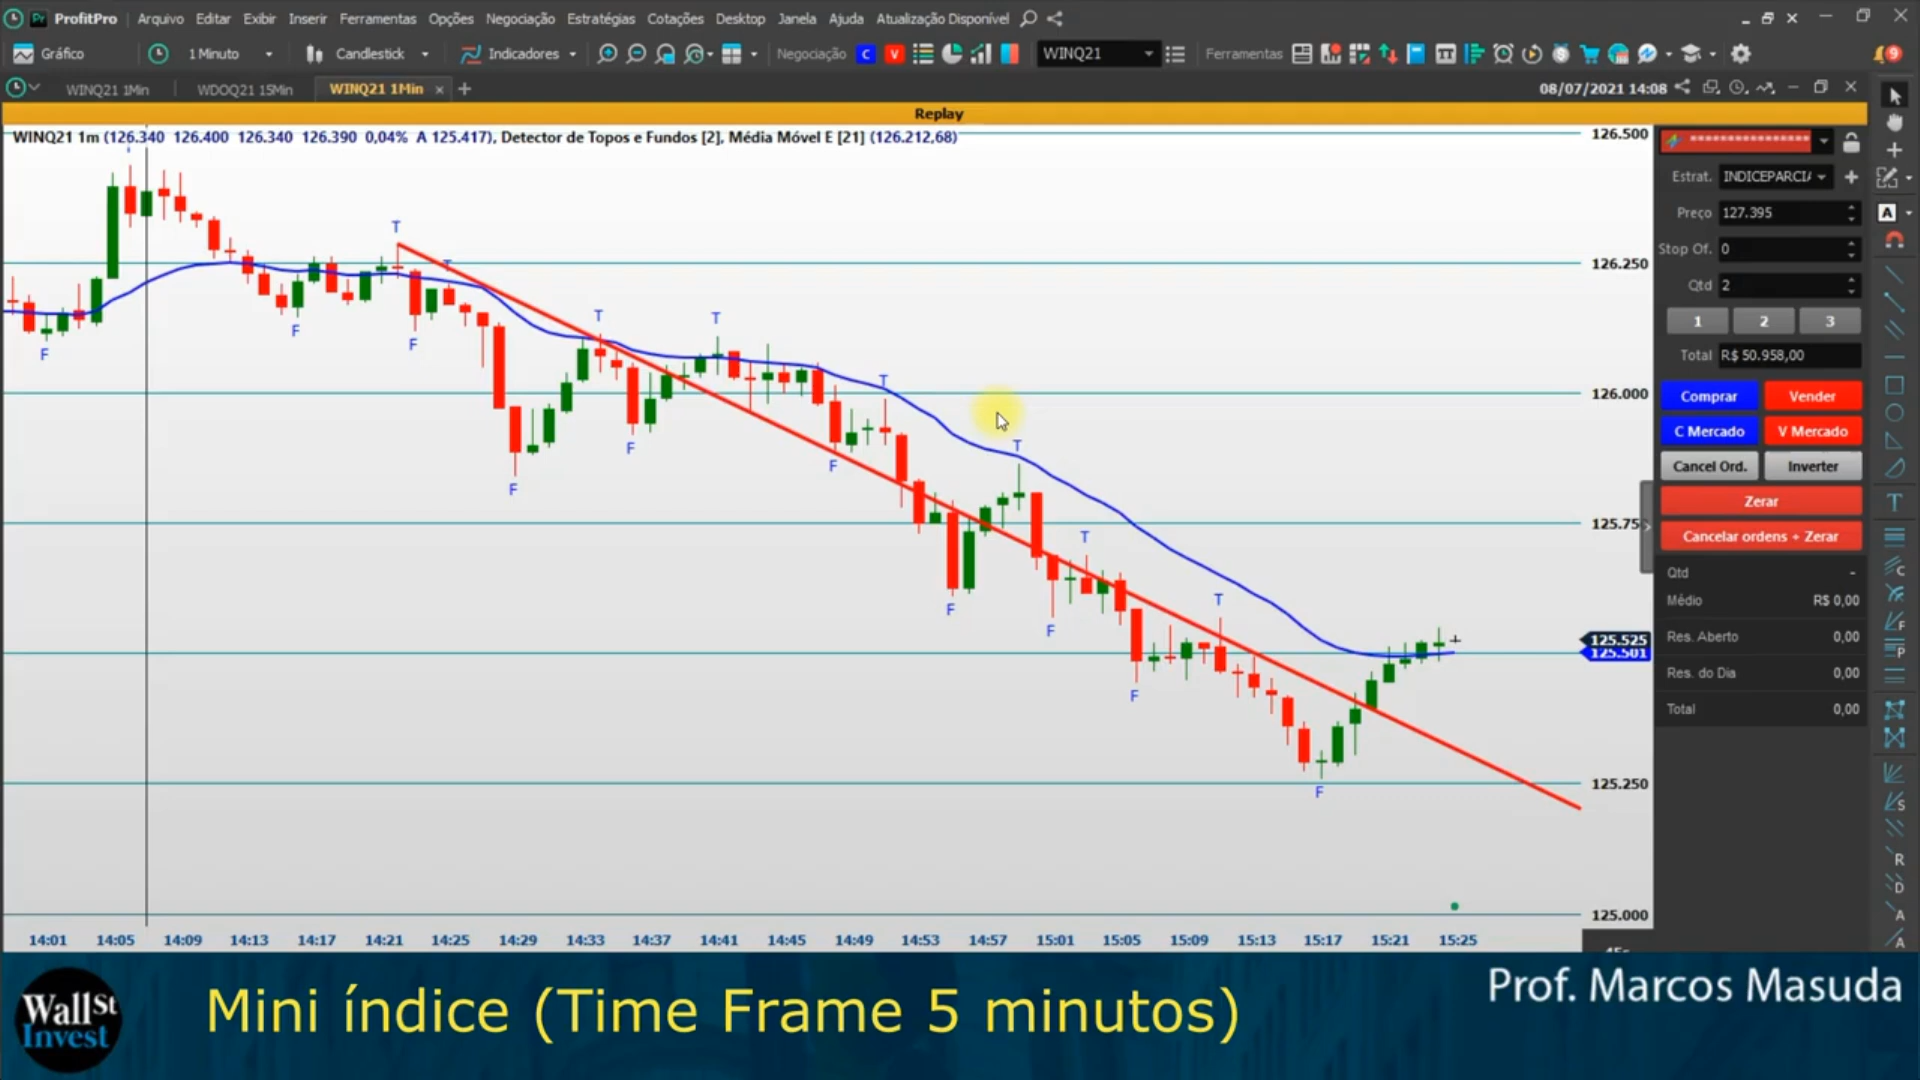 ProfitPro Arquivo Editar Exibir Inserir Ferramentas Opções Negociação Estratégias Cotações Desktop Janela Ajuda Atualização Disponível
Gráfico 1 Minuto Candlestick Indicadores Negociação C V WINQ21 Ferramentas 9
WINQ21 1Min WDOQ21 15Min WINQ21 1Min 08/07/2021 14:08
Replay
WINQ21 1m (126.340 126.400 126.340 126.390 0,04% A 125.417), Detector de Topos e Fundos [2], Média Móvel E [21] (126.212,68)
126.500
126.250
126.000
125.75
125.525
125.501
125.250
125.000
T
T
T
T
T
T
T
T
F
F
F
F
F
F
F
F
F
F
14:01 14:05 14:09 14:13 14:17 14:21 14:25 14:29 14:33 14:37 14:41 14:45 14:49 14:53 14:57 15:01 15:05 15:09 15:13 15:17 15:21 15:25
******************
Estrat. INDICEPARCIA
Preço 127.395
Stop Of. 0
Qtd 2
1 2 3
Total R$ 50.958,00
Comprar Vender
C Mercado V Mercado
Cancel Ord. Inverter
Zerar
Cancelar ordens + Zerar
Qtd -
Médio R$ 0,00
Res. Aberto 0,00
Res. do Dia 0,00
Total 0,00
Wall St
Invest
Mini índice (Time Frame 5 minutos)
Prof. Marcos Masuda